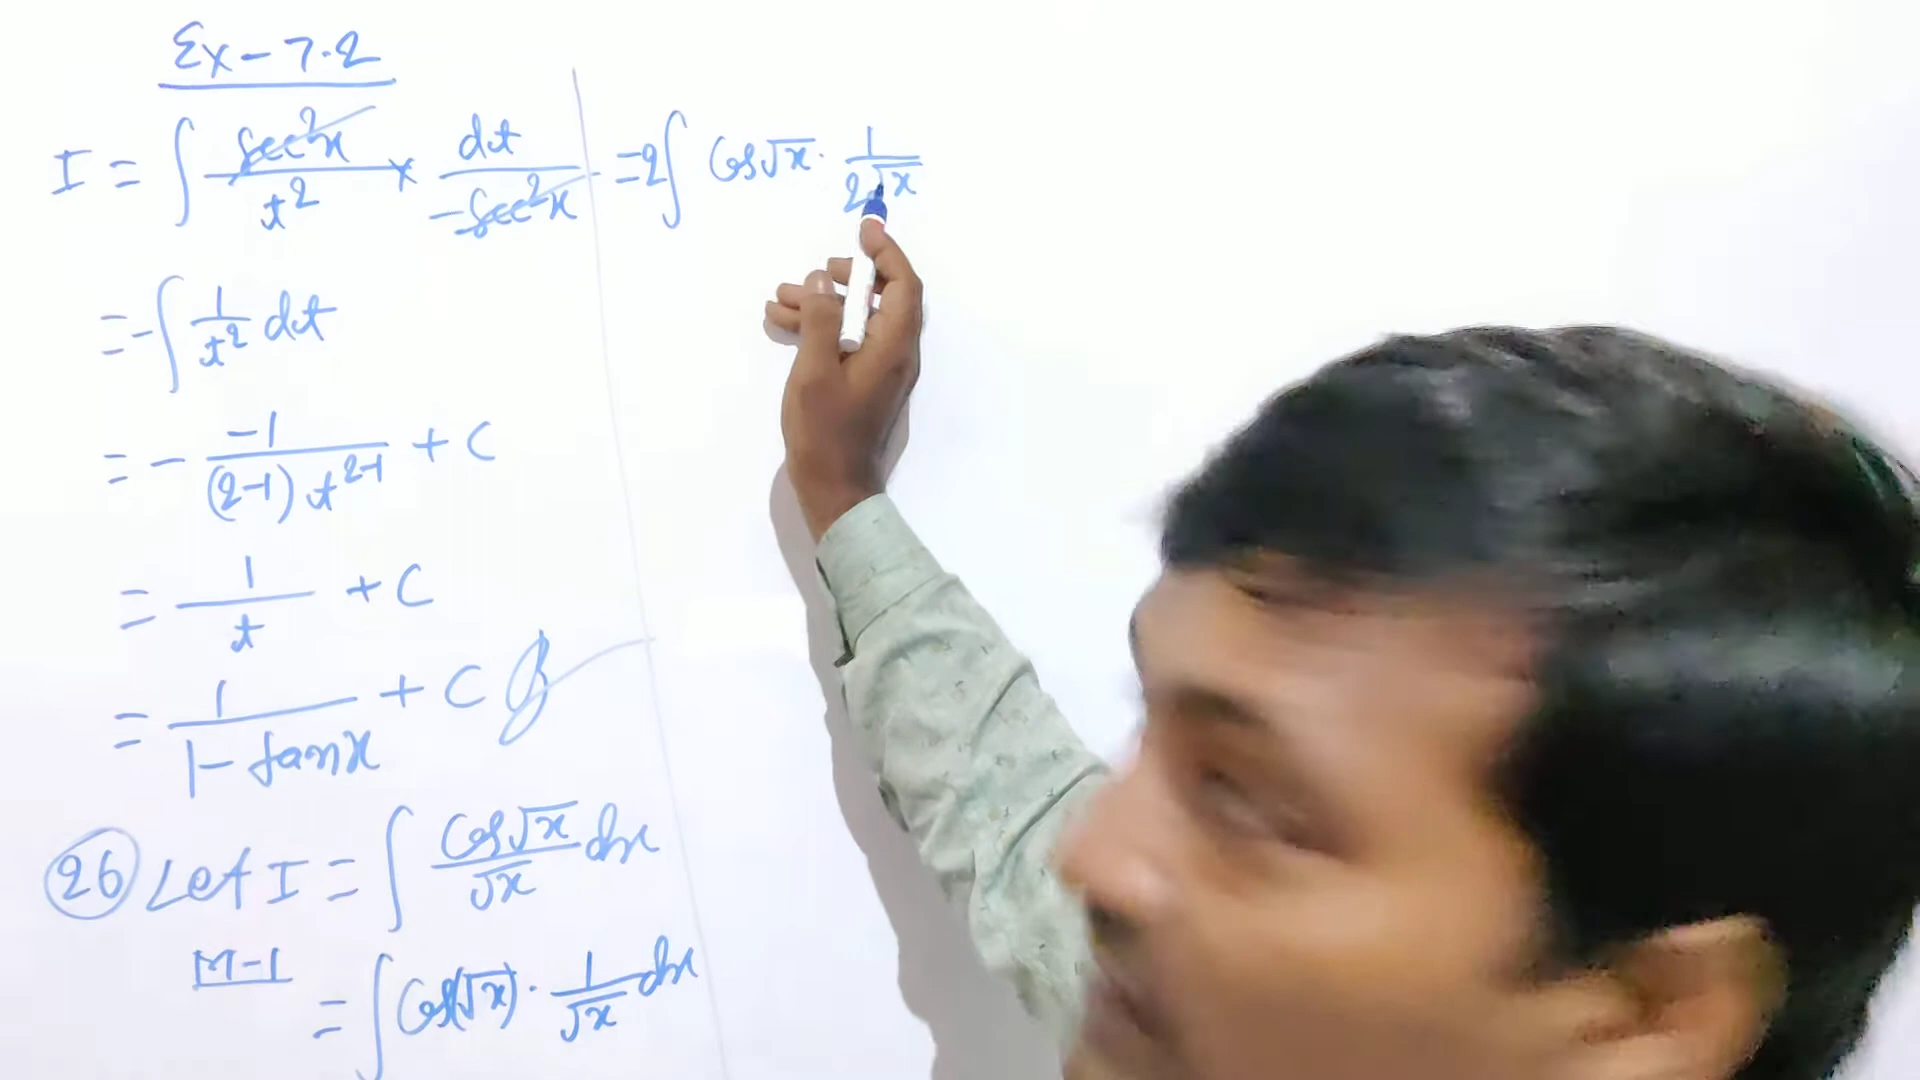 Ex - 7.2
I = ∫ sec²x / t² × dt / -sec²x
= -∫ 1/t² dt
= - -1 / (2-1) t²⁻¹ + C
= 1/t + C
= 1 / 1 - tanx + C
(26) Let I = ∫ Cos√x / √x dx
M-1
= ∫ Cos(√x) · 1/√x dx
= 2∫ Cos√x · 1 / 2√x